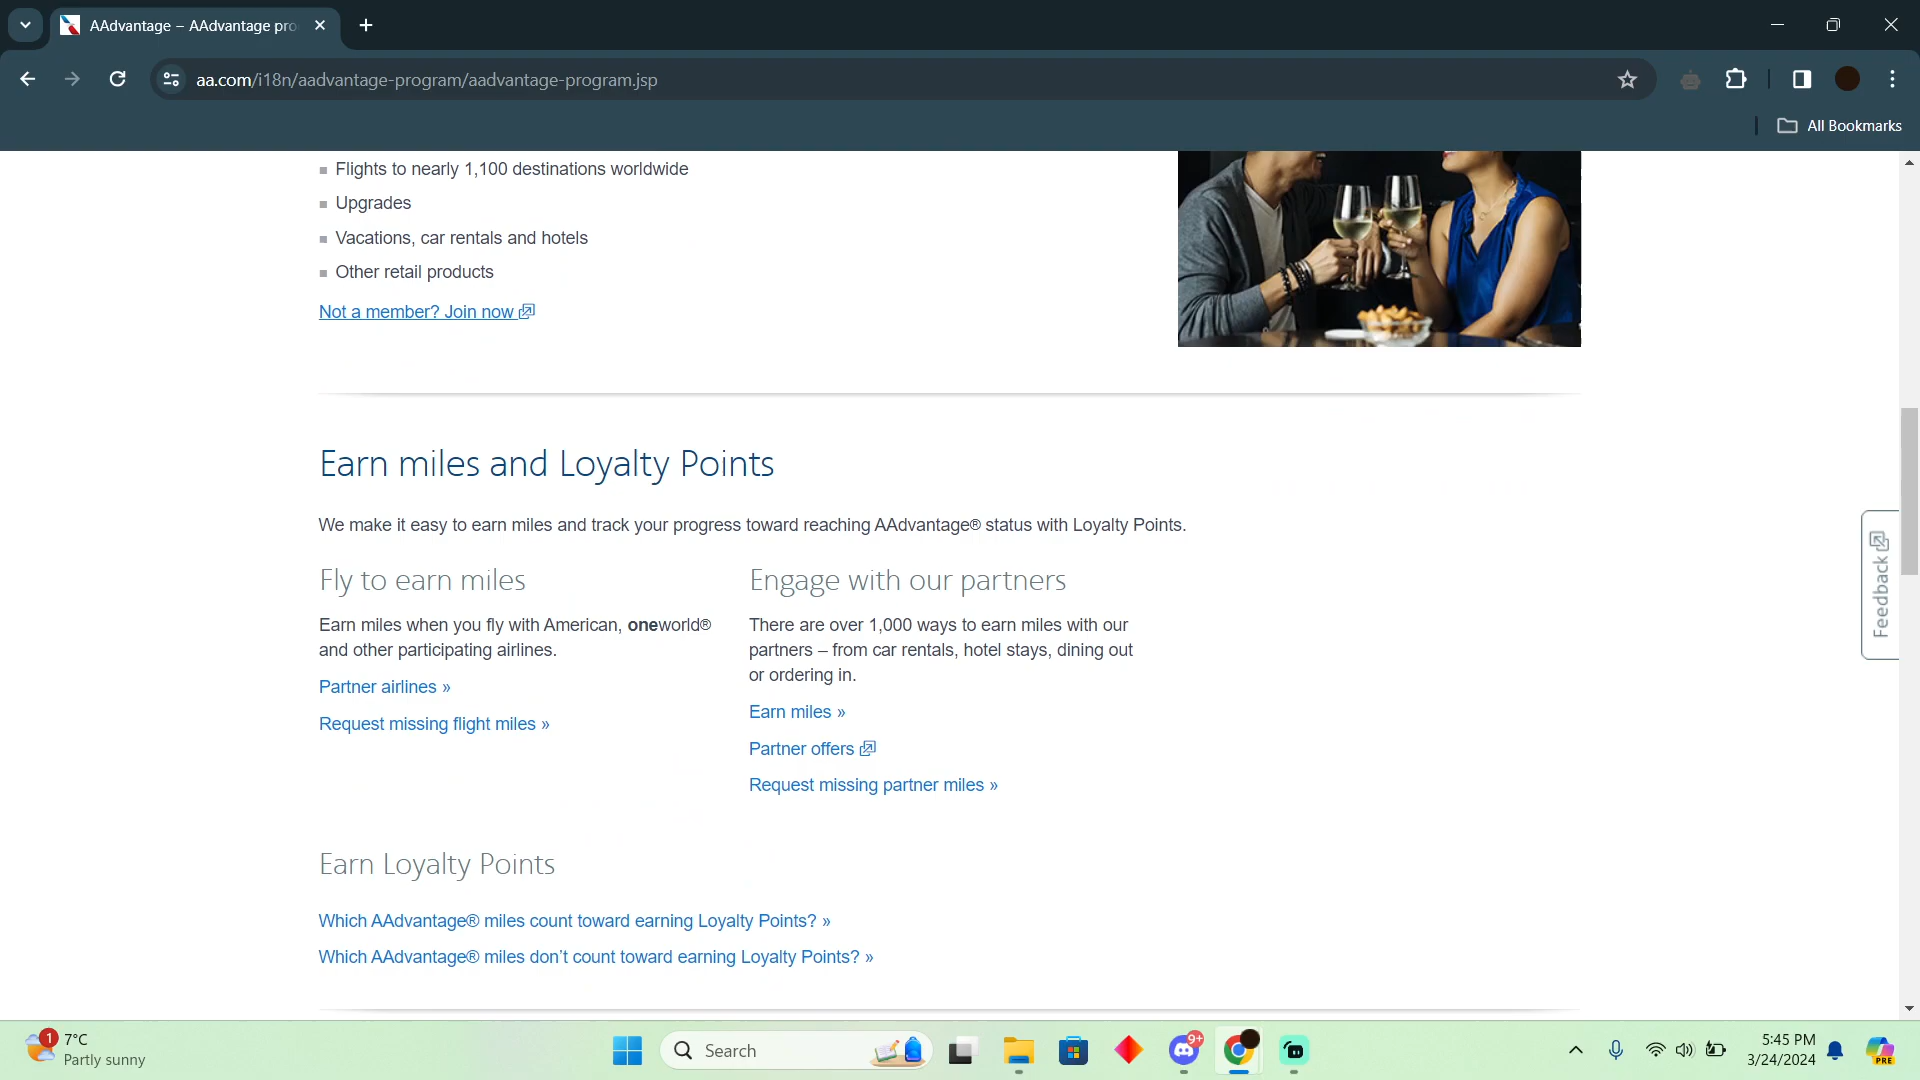 AAdvantage – AAdvantage pro
aa.com/i18n/aadvantage-program/aadvantage-program.jsp
All Bookmarks
Flights to nearly 1,100 destinations worldwide
Upgrades
Vacations, car rentals and hotels
Other retail products
Not a member? Join now
Earn miles and Loyalty Points
We make it easy to earn miles and track your progress toward reaching AAdvantage® status with Loyalty Points.
Fly to earn miles
Earn miles when you fly with American, oneworld®
and other participating airlines.
Partner airlines »
Request missing flight miles »
Engage with our partners
There are over 1,000 ways to earn miles with our
partners – from car rentals, hotel stays, dining out
or ordering in.
Earn miles »
Partner offers
Request missing partner miles »
Earn Loyalty Points
Which AAdvantage® miles count toward earning Loyalty Points? »
Which AAdvantage® miles don't count toward earning Loyalty Points? »
Feedback
1
7°C
Partly sunny
Search
9+
5:45 PM
3/24/2024
PRE